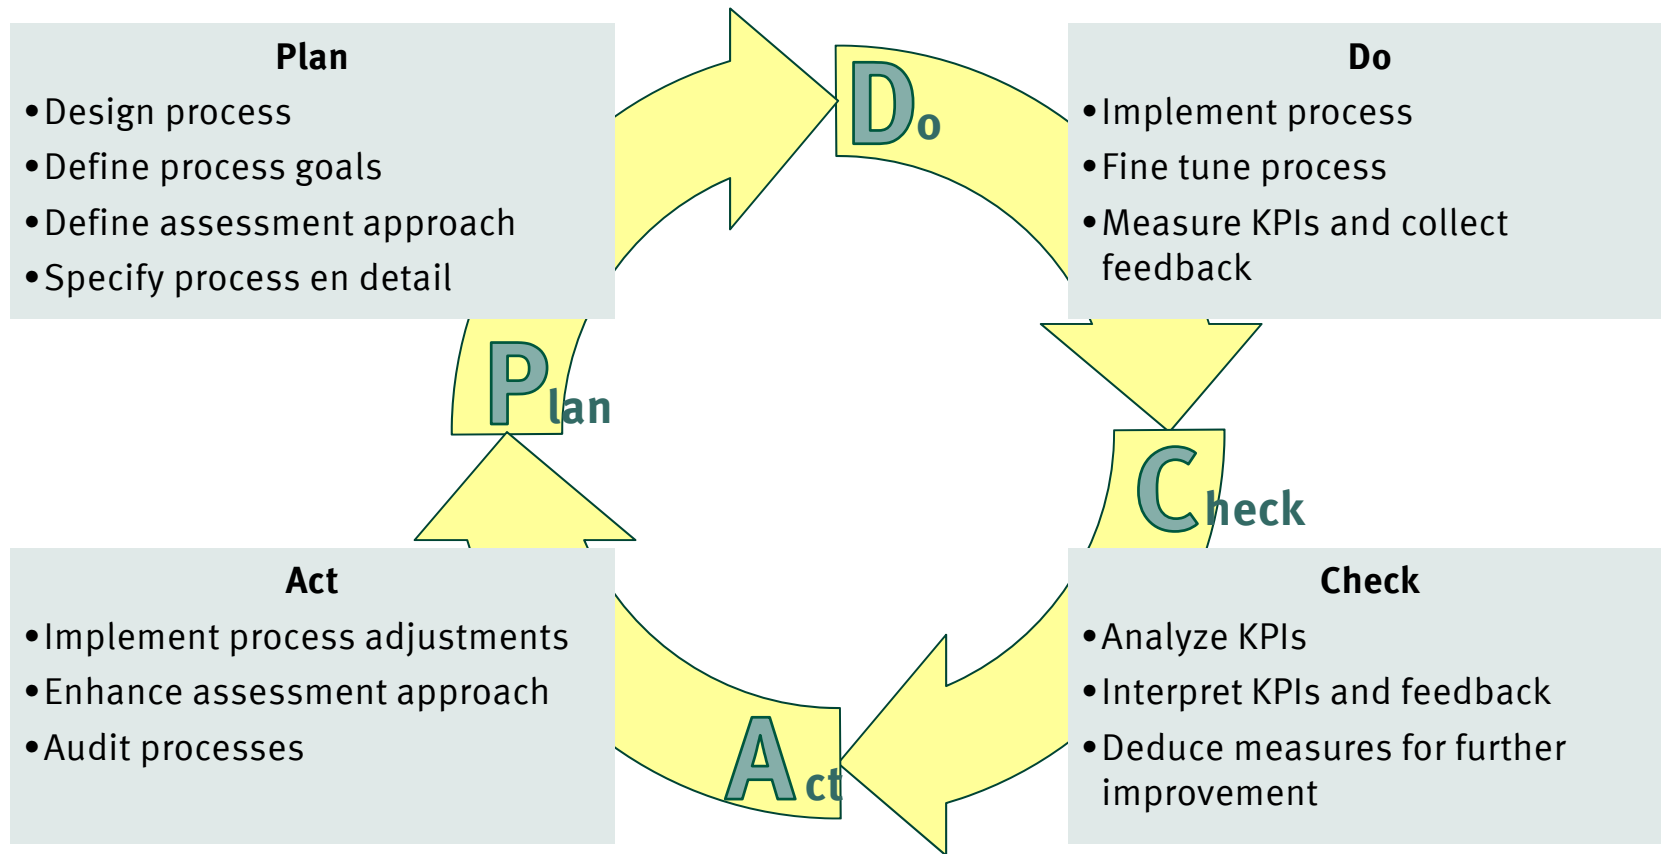 Plan
•Design process
•Define process goals
•Define assessment approach
•Specify process en detail
Do
Do
•Implement process
•Fine tune process
•Measure KPIs and collect
feedback
Plan
Check
Act
•Implement process adjustments
•Enhance assessment approach
•Audit processes
Act
Check
•Analyze KPIs
•Interpret KPIs and feedback
•Deduce measures for further
improvement